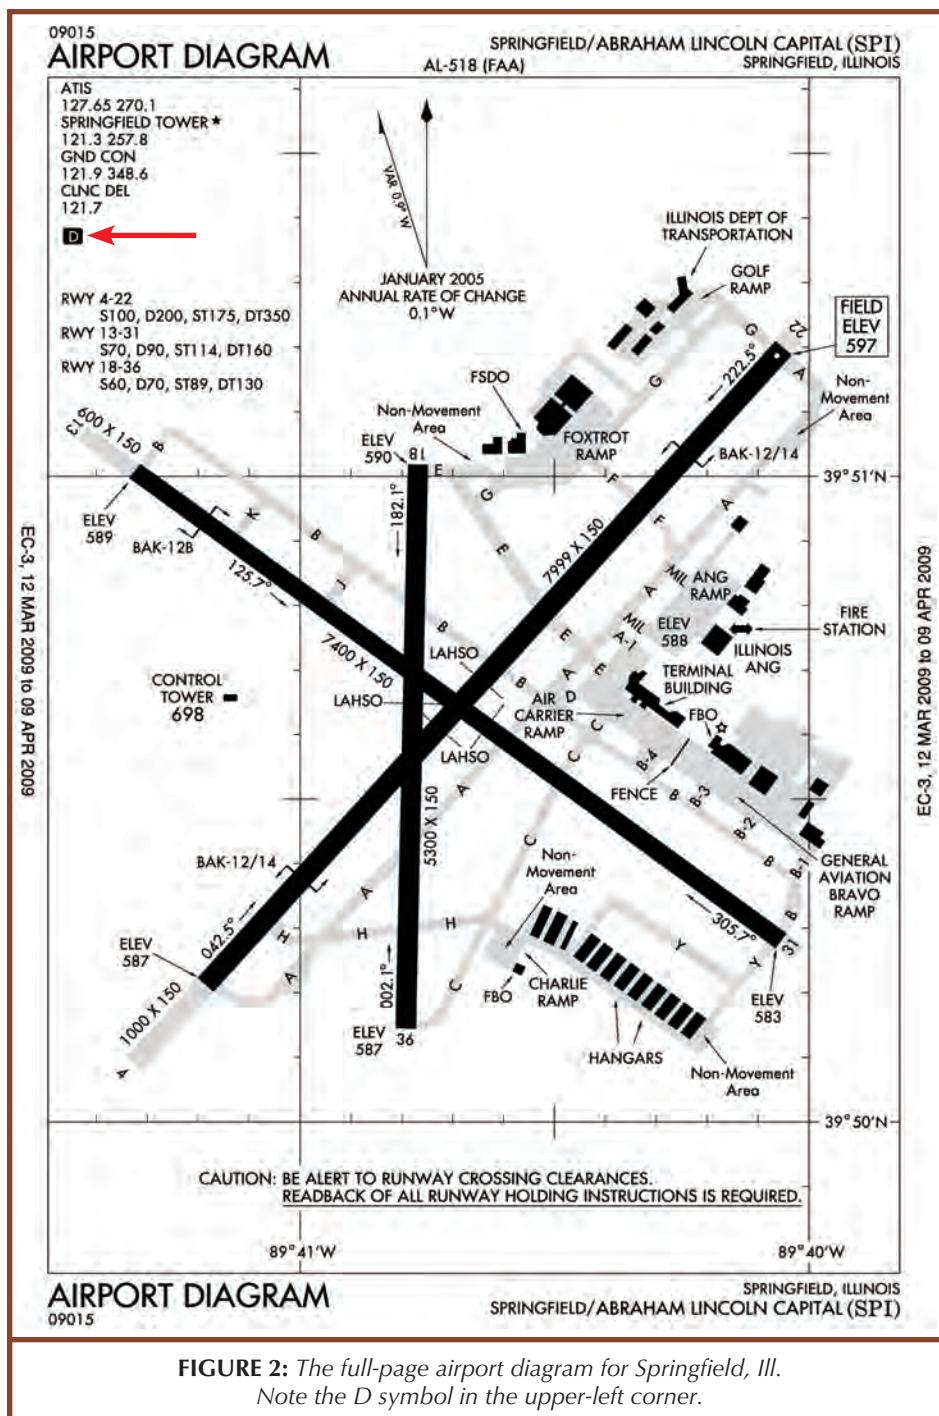 09015
AIRPORT DIAGRAM
AL-518 (FAA)
SPRINGFIELD/ABRAHAM LINCOLN CAPITAL (SPI)
SPRINGFIELD, ILLINOIS
ATIS
127.65 270.1
SPRINGFIELD TOWER ★
121.3 257.8
GND CON
121.9 348.6
CLNC DEL
121.7
D
RWY 4-22
S100, D200, ST175, DT350
RWY 13-31
S70, D90, ST114, DT160
RWY 18-36
S60, D70, ST89, DT130
VAR 0.9° W
JANUARY 2005
ANNUAL RATE OF CHANGE
0.1° W
ILLINOIS DEPT OF
TRANSPORTATION
GOLF
RAMP
FIELD
ELEV
597
22
G
G
222.5°
A
Non-
Movement
Area
FSDO
Non-Movement
Area
FOXTROT
RAMP
BAK-12/14
39° 51'N
600 X 150
13
B
ELEV
590
18
E
G
F
F
A
ELEV
589
BAK-12B
K
B
125.7°
182.1°
E
7999 X 150
MIL
ANG
RAMP
A
J
MIL
A-1
ELEV
588
FIRE
STATION
ILLINOIS
ANG
7400 X 150
B
LAHSO
B
E
E
A
TERMINAL
BUILDING
CONTROL
TOWER
698
LAHSO
B
AIR
CARRIER
RAMP
D
C
C
C
FBO
LAHSO
B-4
FENCE
B
B-3
B
B-2
B
B-1
A
5300 X 150
C
GENERAL
AVIATION
BRAVO
RAMP
BAK-12/14
Non-
Movement
Area
A
H
H
H
042.5°
ELEV
587
A
002.1°
C
305.7°
B
31
Y
Y
FBO
CHARLIE
RAMP
ELEV
583
1000 X 150
4
ELEV
587
36
HANGARS
Non-Movement
Area
39° 50'N
EC-3, 12 MAR 2009 to 09 APR 2009
EC-3, 12 MAR 2009 to 09 APR 2009
CAUTION: BE ALERT TO RUNWAY CROSSING CLEARANCES.
READBACK OF ALL RUNWAY HOLDING INSTRUCTIONS IS REQUIRED.
89° 41'W
89° 40'W
AIRPORT DIAGRAM
09015
SPRINGFIELD, ILLINOIS
SPRINGFIELD/ABRAHAM LINCOLN CAPITAL (SPI)
FIGURE 2: The full-page airport diagram for Springfield, Ill.
Note the D symbol in the upper-left corner.